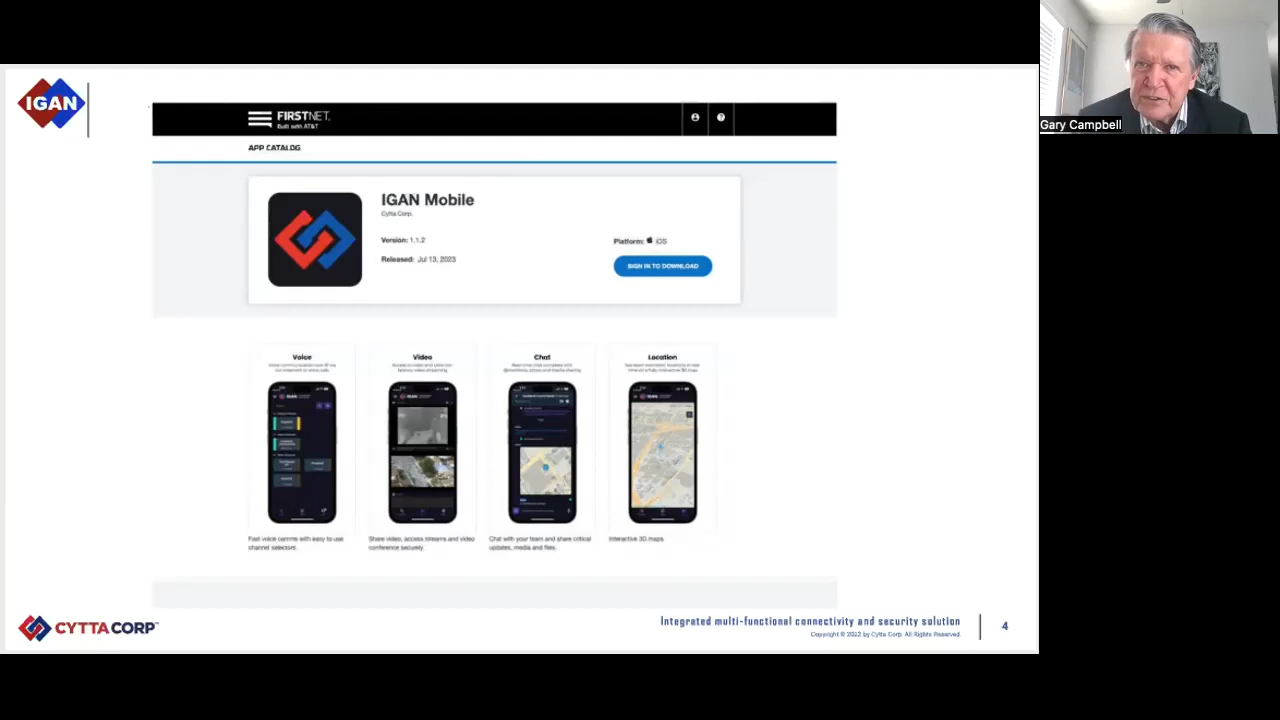 IGAN
FIRSTNET.
Built with AT&T
APP CATALOG
IGAN Mobile
Cytta Corp.
Version: 1.1.2
Platform: iOS
Released: Jul 13, 2023
SIGN IN TO DOWNLOAD
Voice
Video
Chat
Location
IGAN
IGAN
IGAN
Fast voice comms with easy to use
channel selectors.
Share video, access streams and video
conference securely.
Chat with your team and share critical
updates, media and files.
Interactive 3D maps.
CYTTA CORP™
Integrated multi-functional connectivity and security solution
Copyright © 2022 by Cytta Corp. All Rights Reserved.
4
Gary Campbell